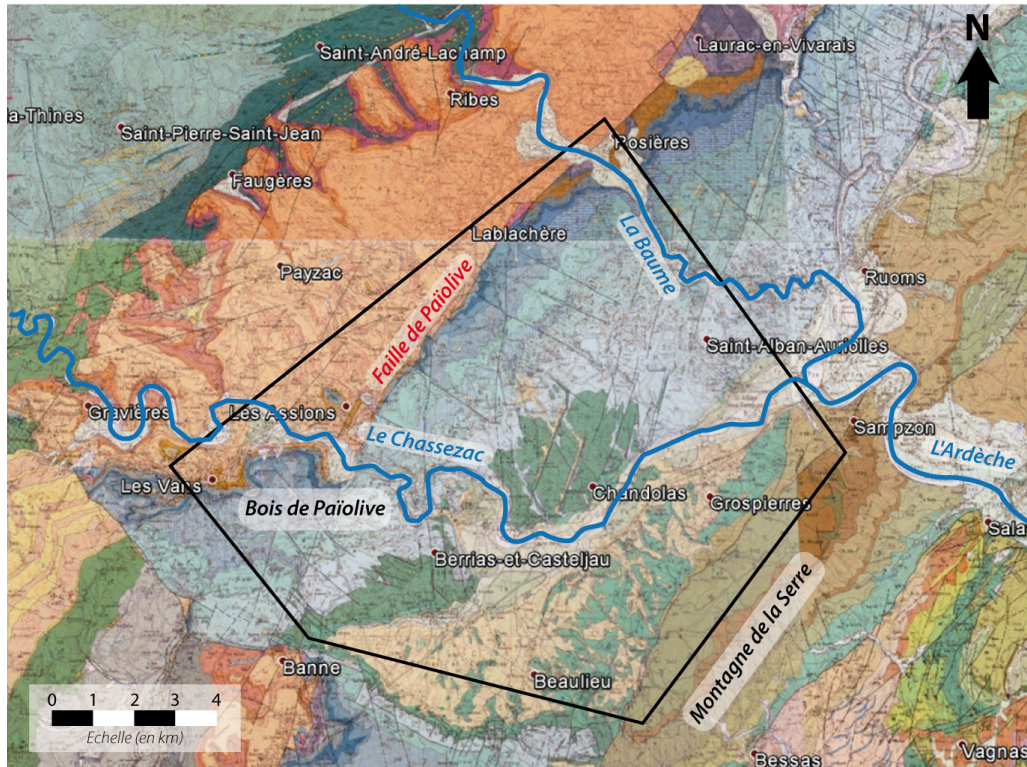 N
Laurac-en-Vivarais
Saint-André-Lachamp
Ribes
a-Thines
Saint-Pierre-Saint-Jean
Rosières
Faugères
La Baume
Lablachère
Payzac
Faille de Païolive
Ruoms
Saint-Alban-Auriolles
Gravières
Les Assions
Le Chassezac
Sampzon
L'Ardèche
Les Vans
Bois de Païolive
Chandolas
Grospierres
Sala
Berrias-et-Casteljau
Montagne de la Serre
Banne
Beaulieu
0 1 2 3 4
Echelle (en km)
Bessas
Vagnas